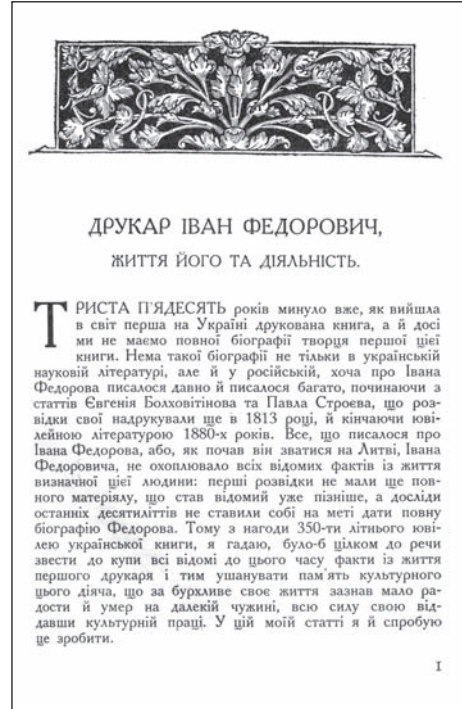 ДРУКАР ІВАН ФЕДОРОВИЧ,
ЖИТТЯ ЙОГО ТА ДІЯЛЬНІСТЬ.
ТРИСТА П'ЯДЕСЯТЬ років минуло вже, як вийшла
в світ перша на Україні друкована книга, а й досі
ми не маємо повної біографії творця першої цієї
книги. Нема такої біографії не тільки в українській
науковій літературі, але й у російській, хоча про Івана
Федорова писалося давно й писалося багато, починаючи з
статтів Євгенія Болховітінова та Павла Строєва, що роз-
відки свої надрукували ще в 1813 році, й кінчаючи юві-
лейною літературою 1880-х років. Все, що писалося про
Івана Федорова, або, як почав він зватися на Литві, Івана
Федоровича, не охоплювало всіх відомих фактів із життя
визначної цієї людини: перші розвідки не мали ще пов-
ного матеріялу, що став відомий уже пізніше, а досліди
останніх десятиліттів не ставили собі на меті дати повну
біографію Федорова. Тому з нагоди 350-ти літнього юві-
лею української книги, я гадаю, було-б цілком до речи
звести до купи всі відомі до цього часу факти із життя
першого друкаря і тим ушанувати пам'ять культурного
цього діяча, що за бурхливе своє життя зазнав мало ра-
дости й умер на далекій чужині, всю силу свою від-
давши культурній праці. У цій моїй статті я й спробую
це зробити.
I